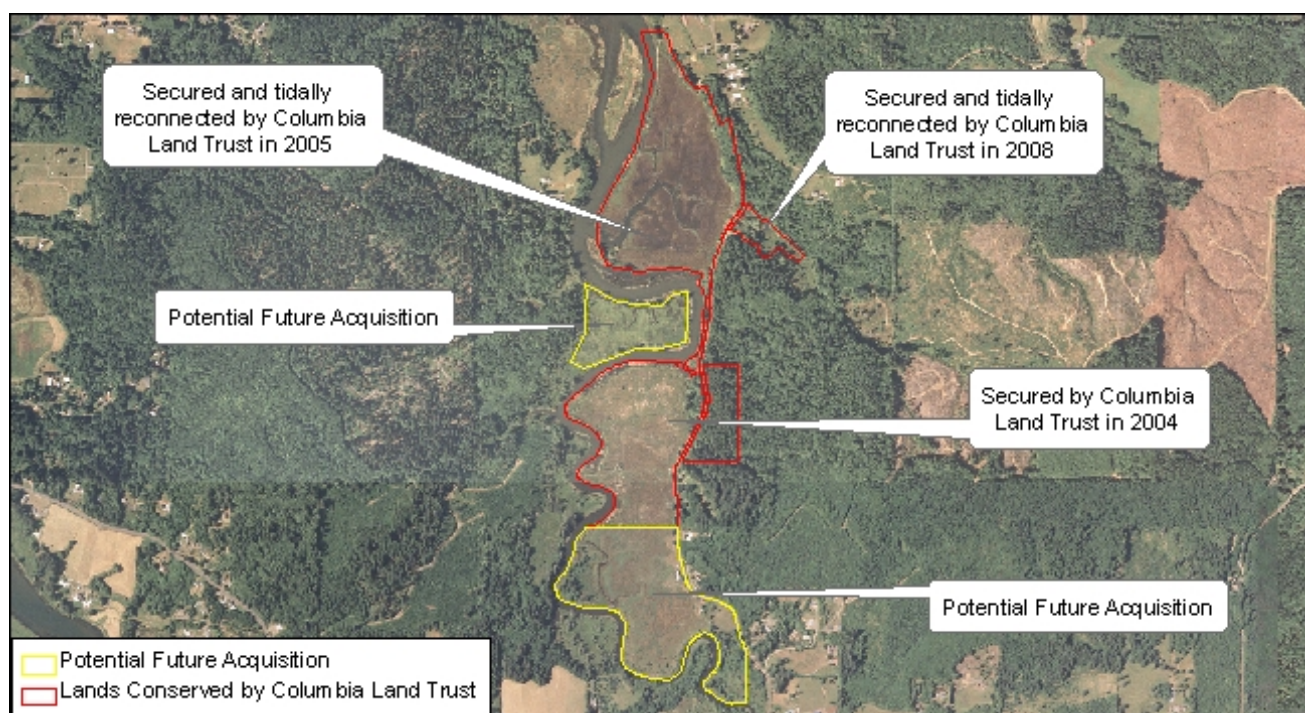 Secured and tidally
reconnected by Columbia
Land Trust in 2005
Secured and tidally
reconnected by Columbia
Land Trust in 2008
Potential Future Acquisition
Secured by Columbia
Land Trust in 2004
Potential Future Acquisition
Potential Future Acquisition
Lands Conserved by Columbia Land Trust